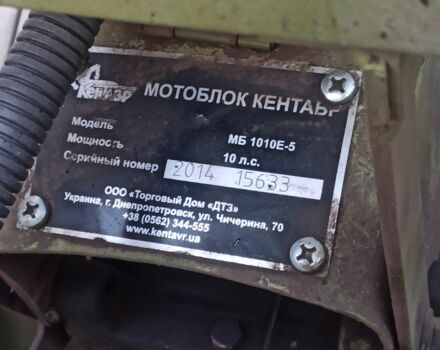 КЕНТАВР
МОТОБЛОК КЕНТАВР
Модель МБ 1010Е-5
Мощность 10 л.с.
Серийный номер 2014 15633
ООО «Торговый Дом «ДТЗ»
Украина, г. Днепропетровск, ул. Чичерина, 70
+38 (0562) 344-555
www.kentavr.ua